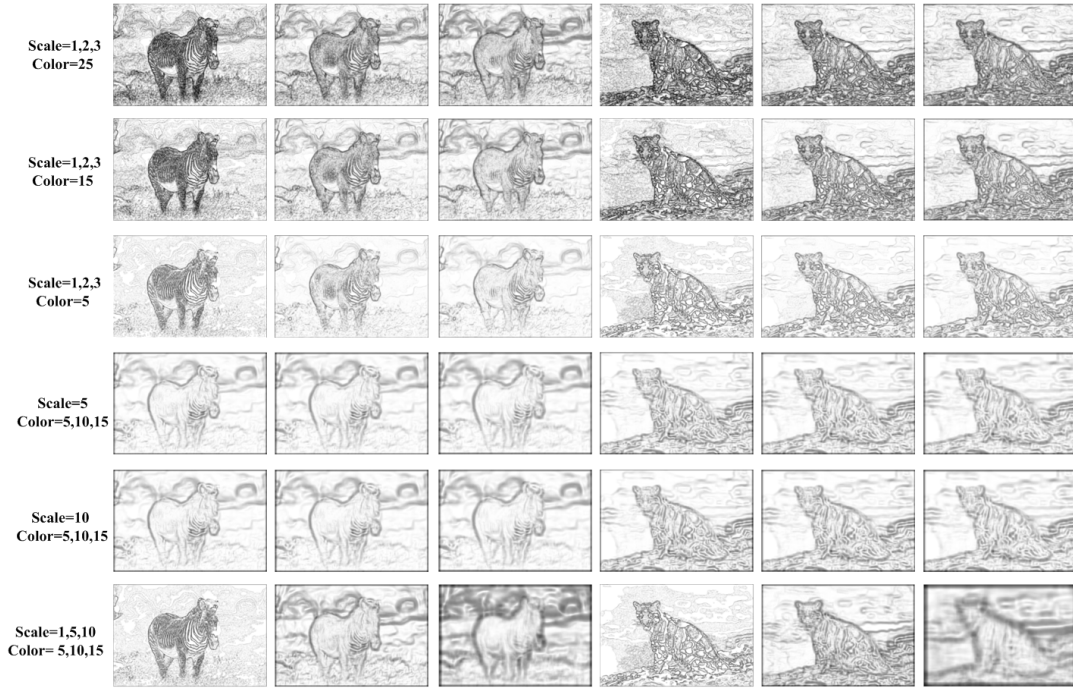 Scale=1,2,3
Color=25
Scale=1,2,3
Color=15
Scale=1,2,3
Color=5
Scale=5
Color=5,10,15
Scale=10
Color=5,10,15
Scale=1,5,10
Color= 5,10,15